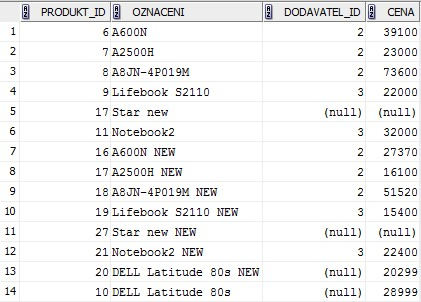 PRODUKT_ID OZNACENI DODAVATEL_ID CENA
1 6 A600N 2 39100
2 7 A2500H 2 23000
3 8 A8JN-4P019M 2 73600
4 9 Lifebook S2110 3 22000
5 17 Star new (null) (null)
6 11 Notebook2 3 32000
7 16 A600N NEW 2 27370
8 17 A2500H NEW 2 16100
9 18 A8JN-4P019M NEW 2 51520
10 19 Lifebook S2110 NEW 3 15400
11 27 Star new NEW (null) (null)
12 21 Notebook2 NEW 3 22400
13 20 DELL Latitude 80s NEW (null) 20299
14 10 DELL Latitude 80s (null) 28999